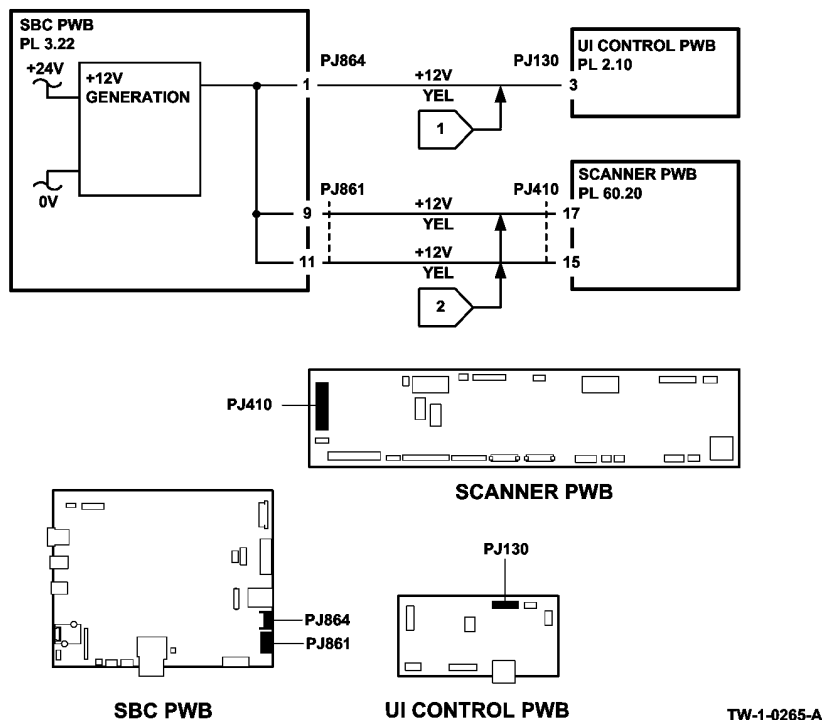 SBC PWB
PL 3.22
+24V
+12V
GENERATION
0V
1
PJ864
+12V
YEL
PJ130
3
UI CONTROL PWB
PL 2.10
1
9
PJ861
+12V
YEL
PJ410
17
SCANNER PWB
PL 60.20
11
+12V
YEL
15
2
PJ410
SCANNER PWB
PJ864
PJ861
SBC PWB
PJ130
UI CONTROL PWB
TW-1-0265-A